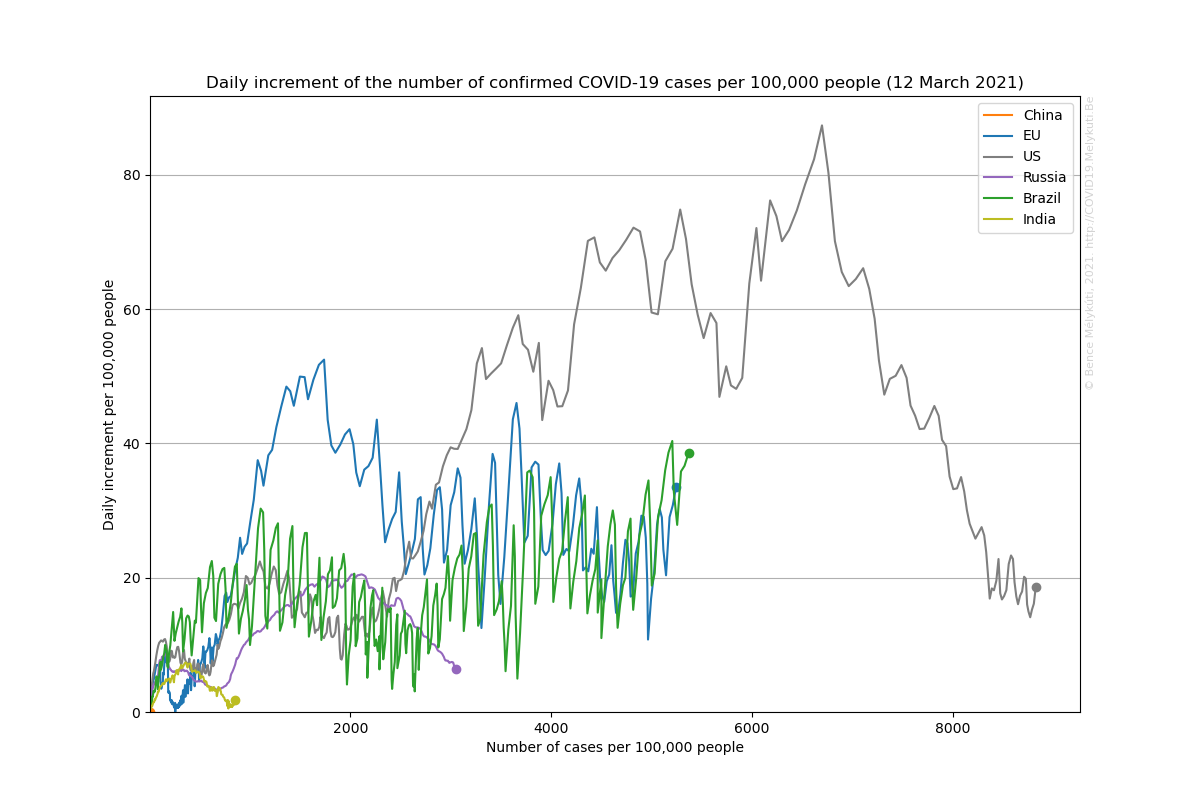 Daily increment of the number of confirmed COVID-19 cases per 100,000 people (12 March 2021)
China
EU
US
Russia
Brazil
India
80
60
40
20
0
Daily increment per 100,000 people
2000
4000
6000
8000
Number of cases per 100,000 people
© Bence Mélykúti, 2021 http://COVID19.Melykuti.Be